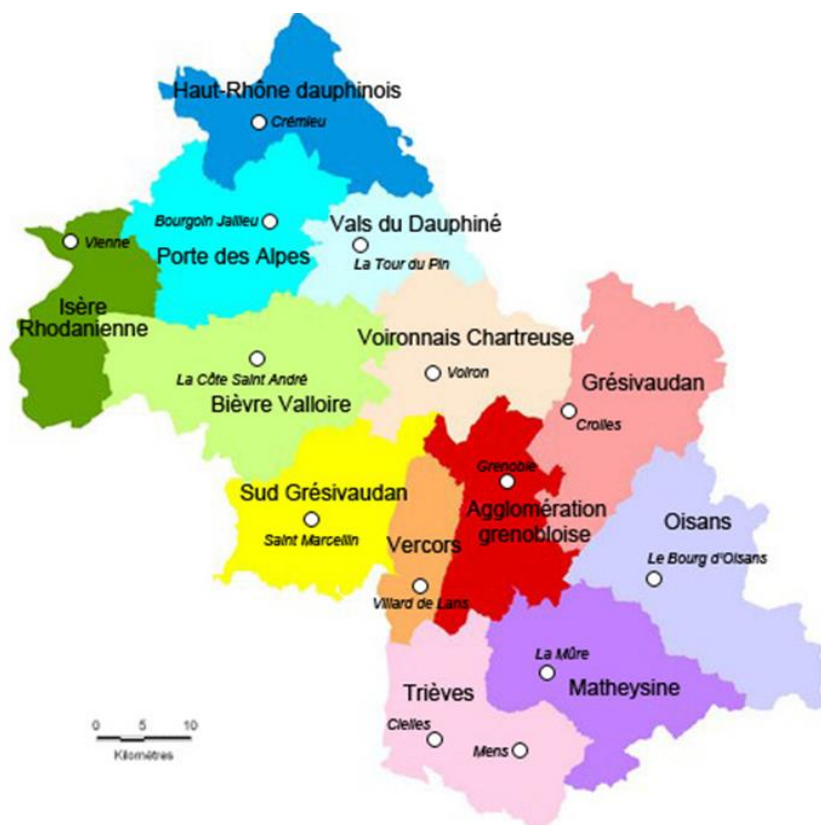 Haut-Rhône dauphinois
Crémieu
Bourgoin Jallieu
Vals du Dauphiné
Vienne
Porte des Alpes
La Tour du Pin
Isère
Rhodanienne
Voironnais Chartreuse
La Côte Saint André
Voiron
Grésivaudan
Bièvre Valloire
Crolles
Grenoble
Sud Grésivaudan
Agglomération
grenobloise
Oisans
Saint Marcellin
Vercors
Le Bourg d'Oisans
Villard de Lans
La Mûre
Trièves
Matheysine
Clelles
Mens
0 5 10
Kilomètres